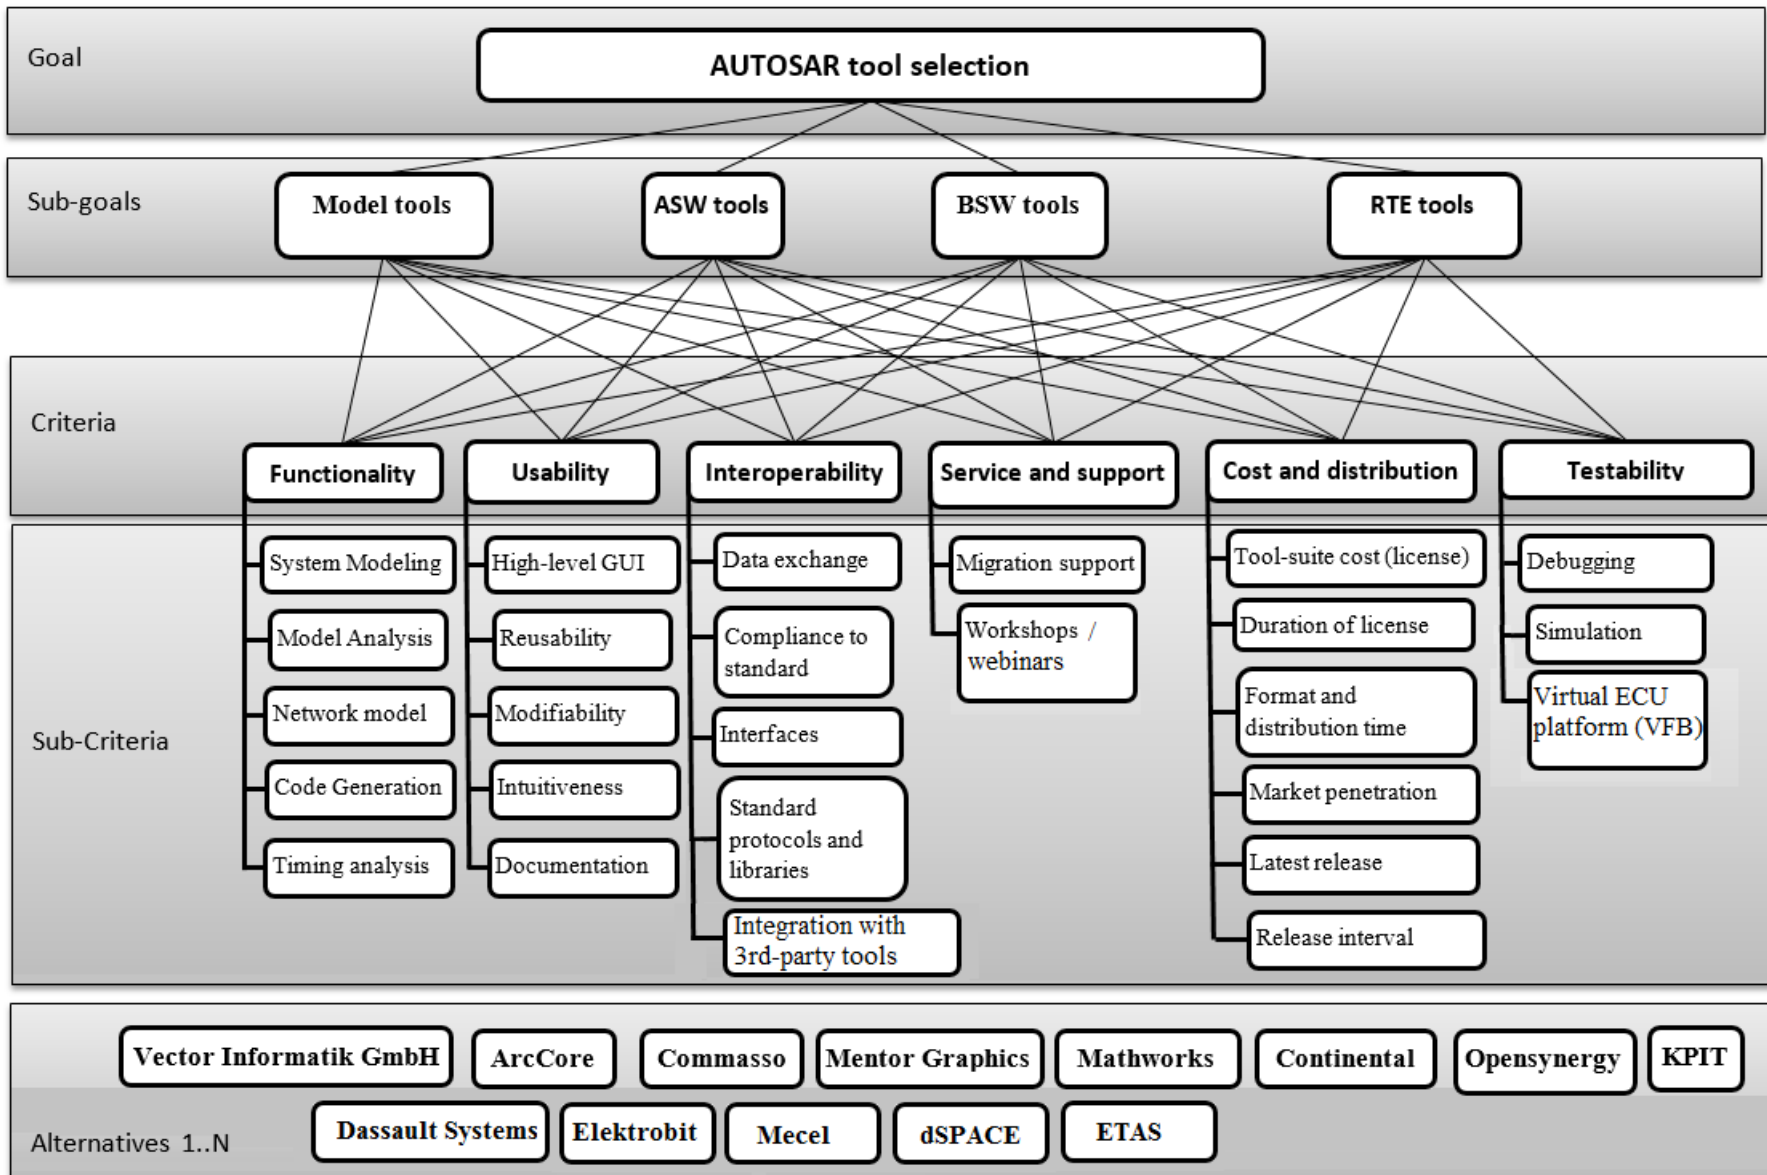 Goal
AUTOSAR tool selection
Sub-goals
Model tools
ASW tools
BSW tools
RTE tools
Criteria
Functionality
Usability
Interoperability
Service and support
Cost and distribution
Testability
Sub-Criteria
System Modeling
Model Analysis
Network model
Code Generation
Timing analysis
High-level GUI
Reusability
Modifiability
Intuitiveness
Documentation
Data exchange
Compliance to
standard
Interfaces
Standard
protocols and
libraries
Integration with
3rd-party tools
Migration support
Workshops /
webinars
Tool-suite cost (license)
Duration of license
Format and
distribution time
Market penetration
Latest release
Release interval
Debugging
Simulation
Virtual ECU
platform (VFB)
Alternatives 1..N
Vector Informatik GmbH
ArcCore
Commasso
Mentor Graphics
Mathworks
Continental
Opensynergy
KPIT
Dassault Systems
Elektrobit
Mecel
dSPACE
ETAS